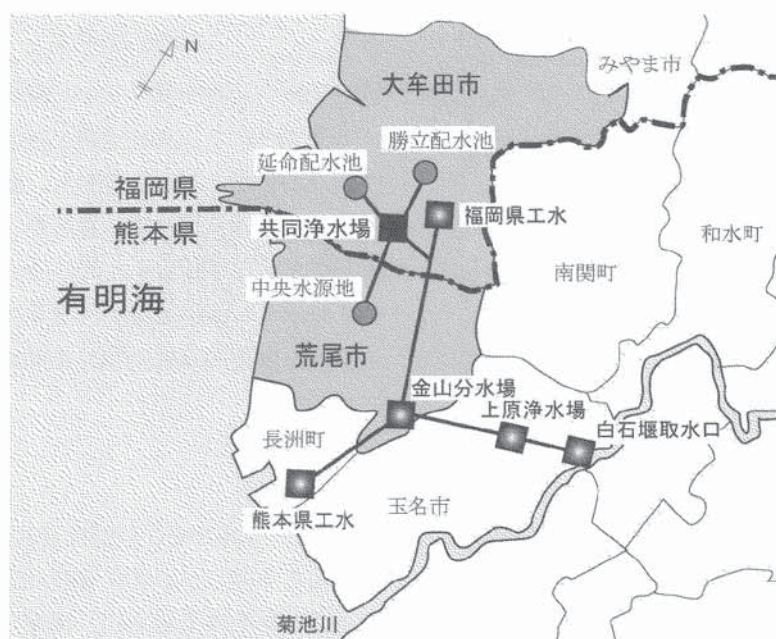 N
みやま市
大牟田市
勝立配水池
延命配水池
福岡県
福岡県工水
熊本県
共同浄水場
和水町
南関町
中央水源地
有明海
荒尾市
金山分水場
上原浄水場
白石堰取水口
長洲町
玉名市
熊本県工水
菊池川